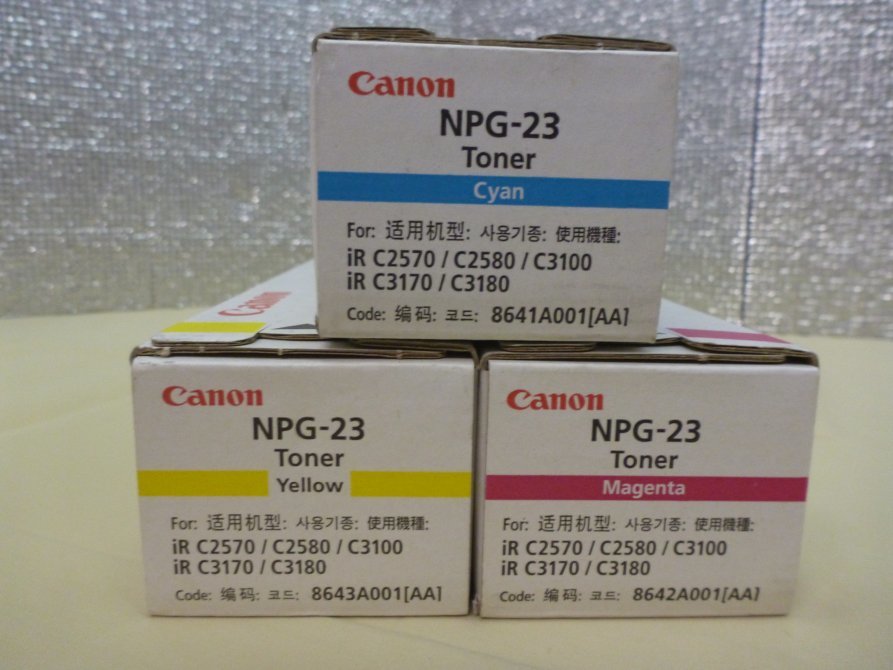 Canon
NPG-23
Toner
Cyan
For: 适用机型: 사용기종: 使用機種:
iR C2570 / C2580 / C3100
iR C3170 / C3180
Code: 编码: 코드: 8641A001[AA]
Canon
Canon
NPG-23
Toner
Yellow
For: 适用机型: 사용기종: 使用機種:
iR C2570 / C2580 / C3100
iR C3170 / C3180
Code: 编码: 코드: 8643A001[AA]
Canon
NPG-23
Toner
Magenta
For: 适用机型: 사용기종: 使用機種:
iR C2570 / C2580 / C3100
iR C3170 / C3180
Code: 编码: 코드: 8642A001[AA]